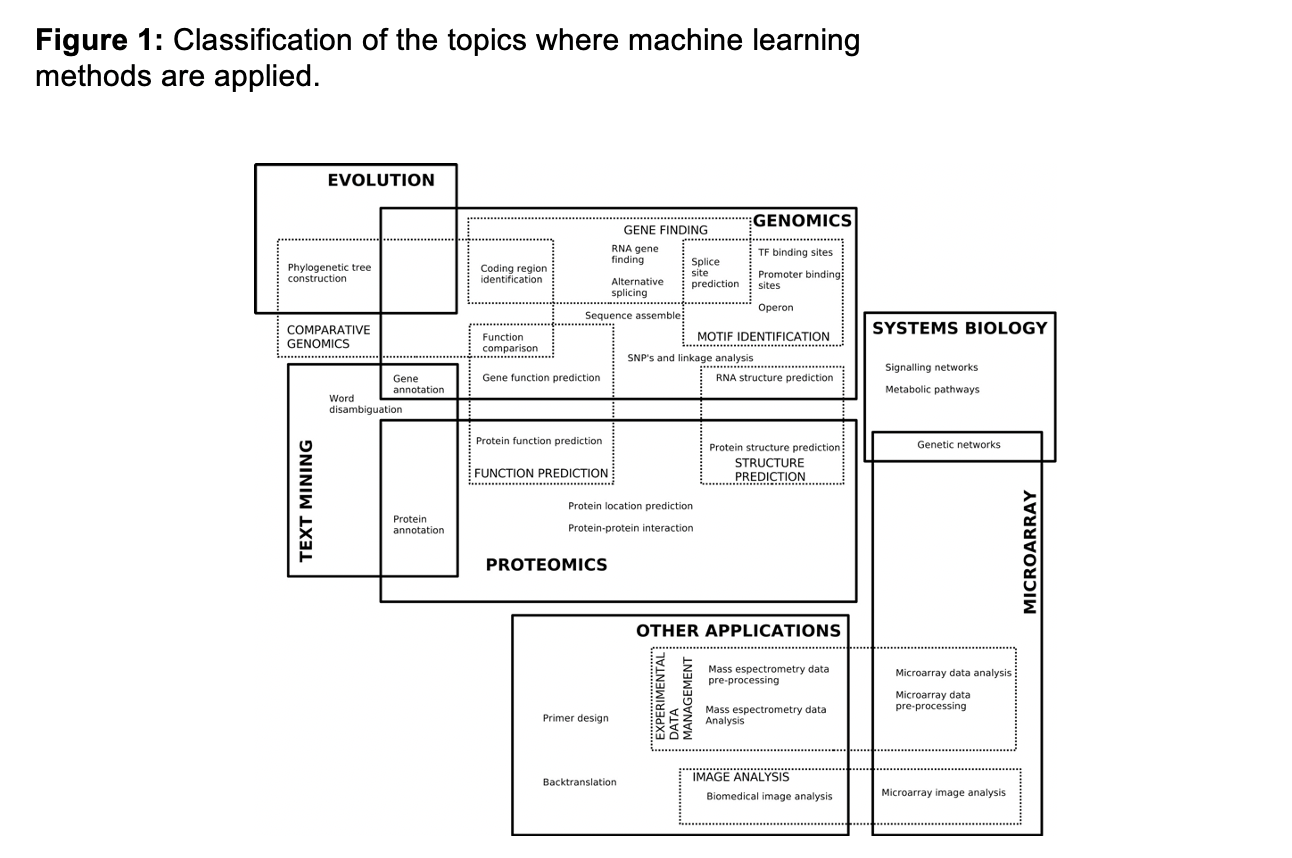 Figure 1: Classification of the topics where machine learning
methods are applied.
EVOLUTION
Phylogenetic tree
construction
COMPARATIVE
GENOMICS
GENOMICS
GENE FINDING
Coding region
identification
RNA gene
finding
Alternative
splicing
Splice
site
prediction
TF binding sites
Promoter binding
sites
Operon
MOTIF IDENTIFICATION
Sequence assemble
Function
comparison
SNP's and linkage analysis
Gene function prediction
RNA structure prediction
Gene
annotation
Word
disambiguation
TEXT MINING
Protein
annotation
Protein function prediction
FUNCTION PREDICTION
Protein structure prediction
STRUCTURE
PREDICTION
Protein location prediction
Protein-protein interaction
PROTEOMICS
SYSTEMS BIOLOGY
Signalling networks
Metabolic pathways
Genetic networks
MICROARRAY
OTHER APPLICATIONS
EXPERIMENTAL
DATA
MANAGEMENT
Mass espectrometry data
pre-processing
Mass espectrometry data
Analysis
Microarray data analysis
Microarray data
pre-processing
Primer design
Backtranslation
IMAGE ANALYSIS
Biomedical image analysis
Microarray image analysis